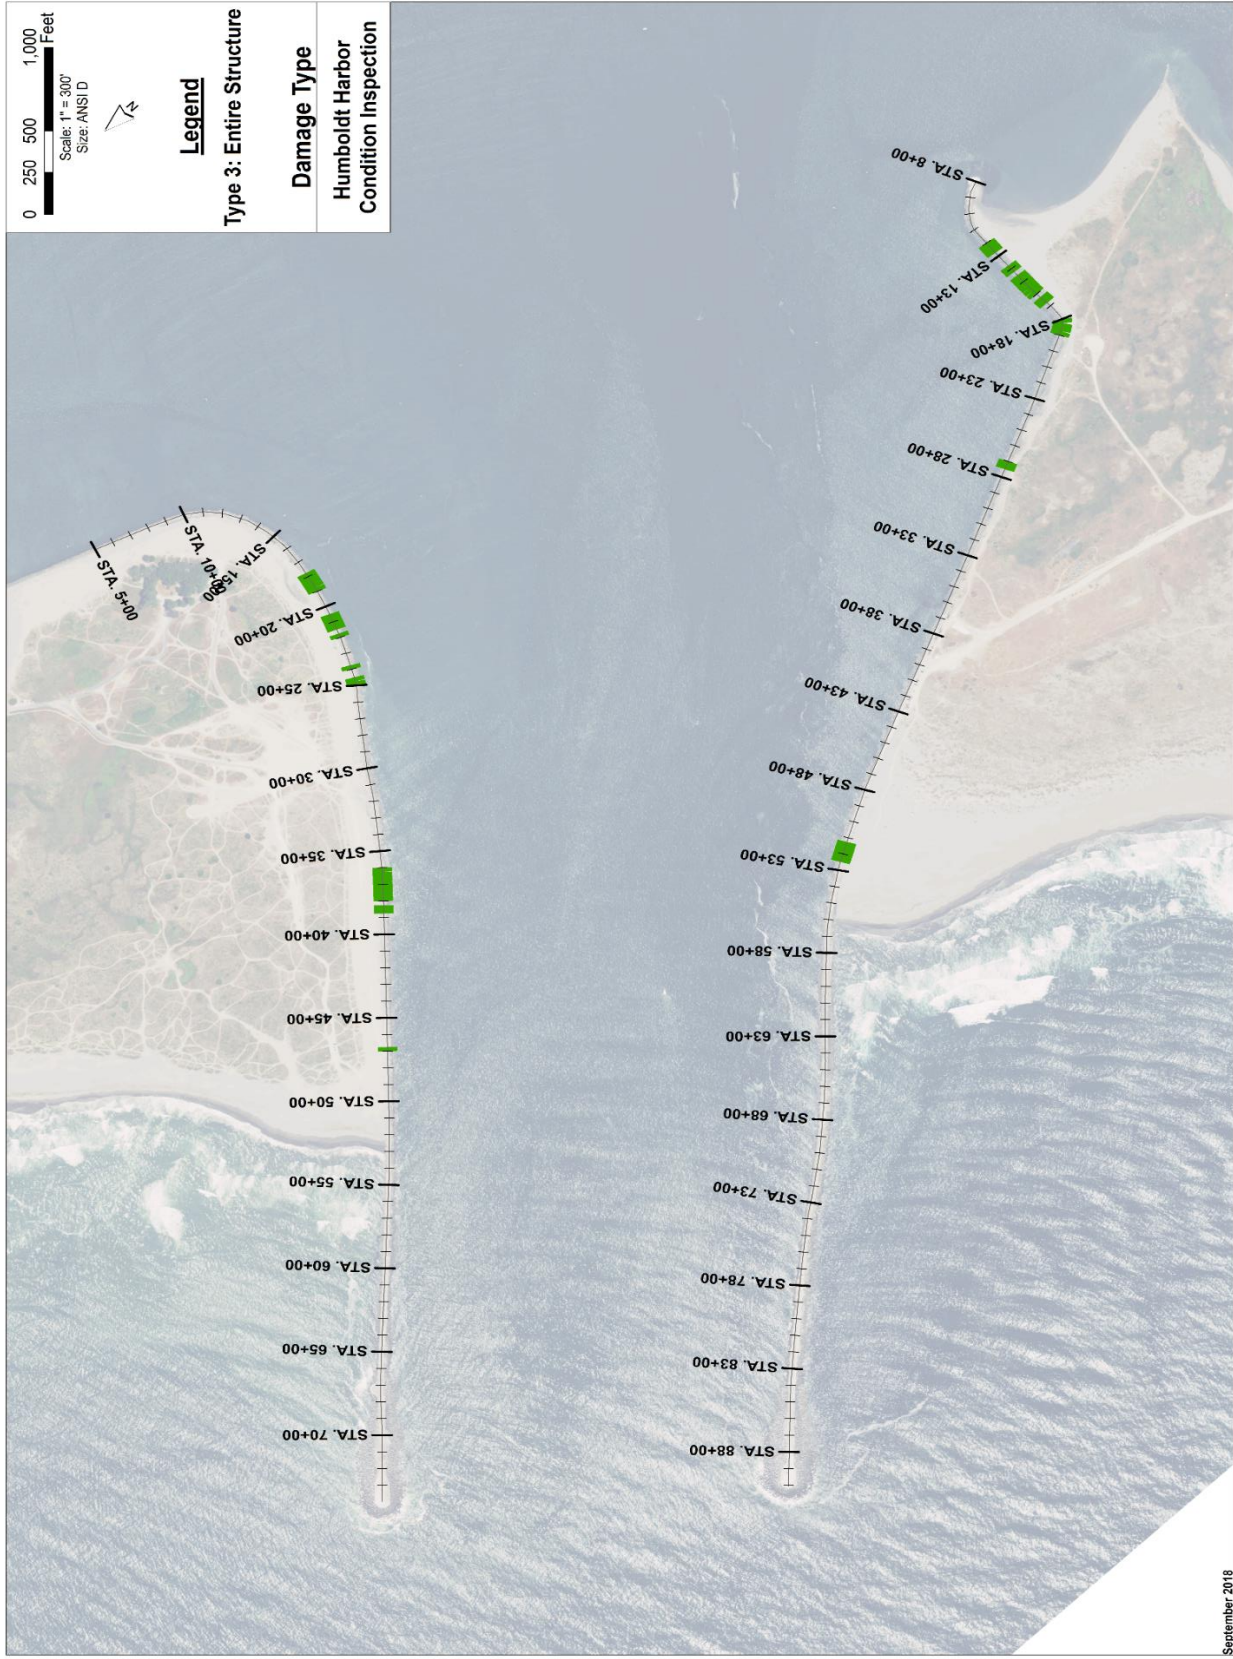 0 250 500 1,000
Feet
Scale: 1" = 300'
Size: ANSI D
N
Legend
Type 3: Entire Structure
Damage Type
Humboldt Harbor
Condition Inspection
STA. 5+00
STA. 10+00
STA. 15+00
STA. 20+00
STA. 25+00
STA. 30+00
STA. 35+00
STA. 40+00
STA. 45+00
STA. 50+00
STA. 55+00
STA. 60+00
STA. 65+00
STA. 70+00
STA. 8+00
STA. 13+00
STA. 18+00
STA. 23+00
STA. 28+00
STA. 33+00
STA. 38+00
STA. 43+00
STA. 48+00
STA. 53+00
STA. 58+00
STA. 63+00
STA. 68+00
STA. 73+00
STA. 78+00
STA. 83+00
STA. 88+00
September 2018